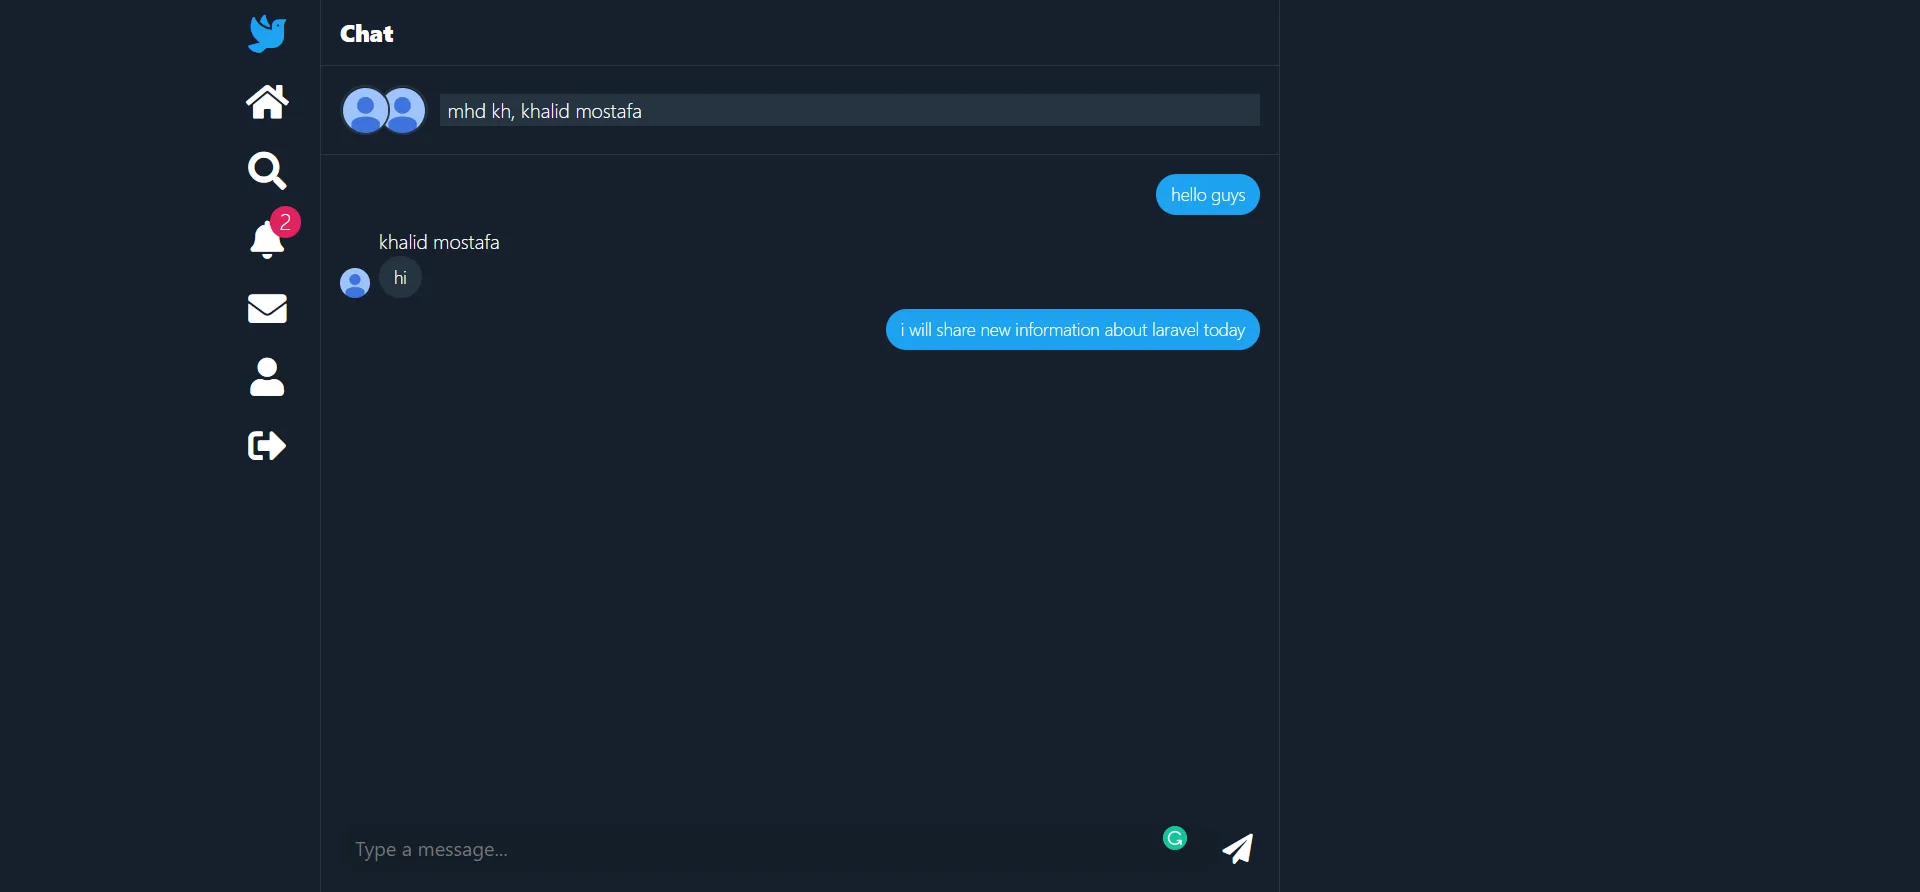 Chat
mhd kh, khalid mostafa
hello guys
2
khalid mostafa
hi
i will share new information about laravel today
Type a message...